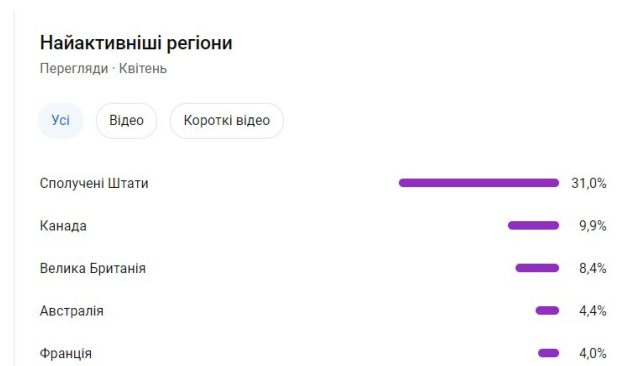 Найактивніші регіони
Перегляди · Квітень
Усі Відео Короткі відео
Сполучені Штати 31,0%
Канада 9,9%
Велика Британія 8,4%
Австралія 4,4%
Франція 4,0%